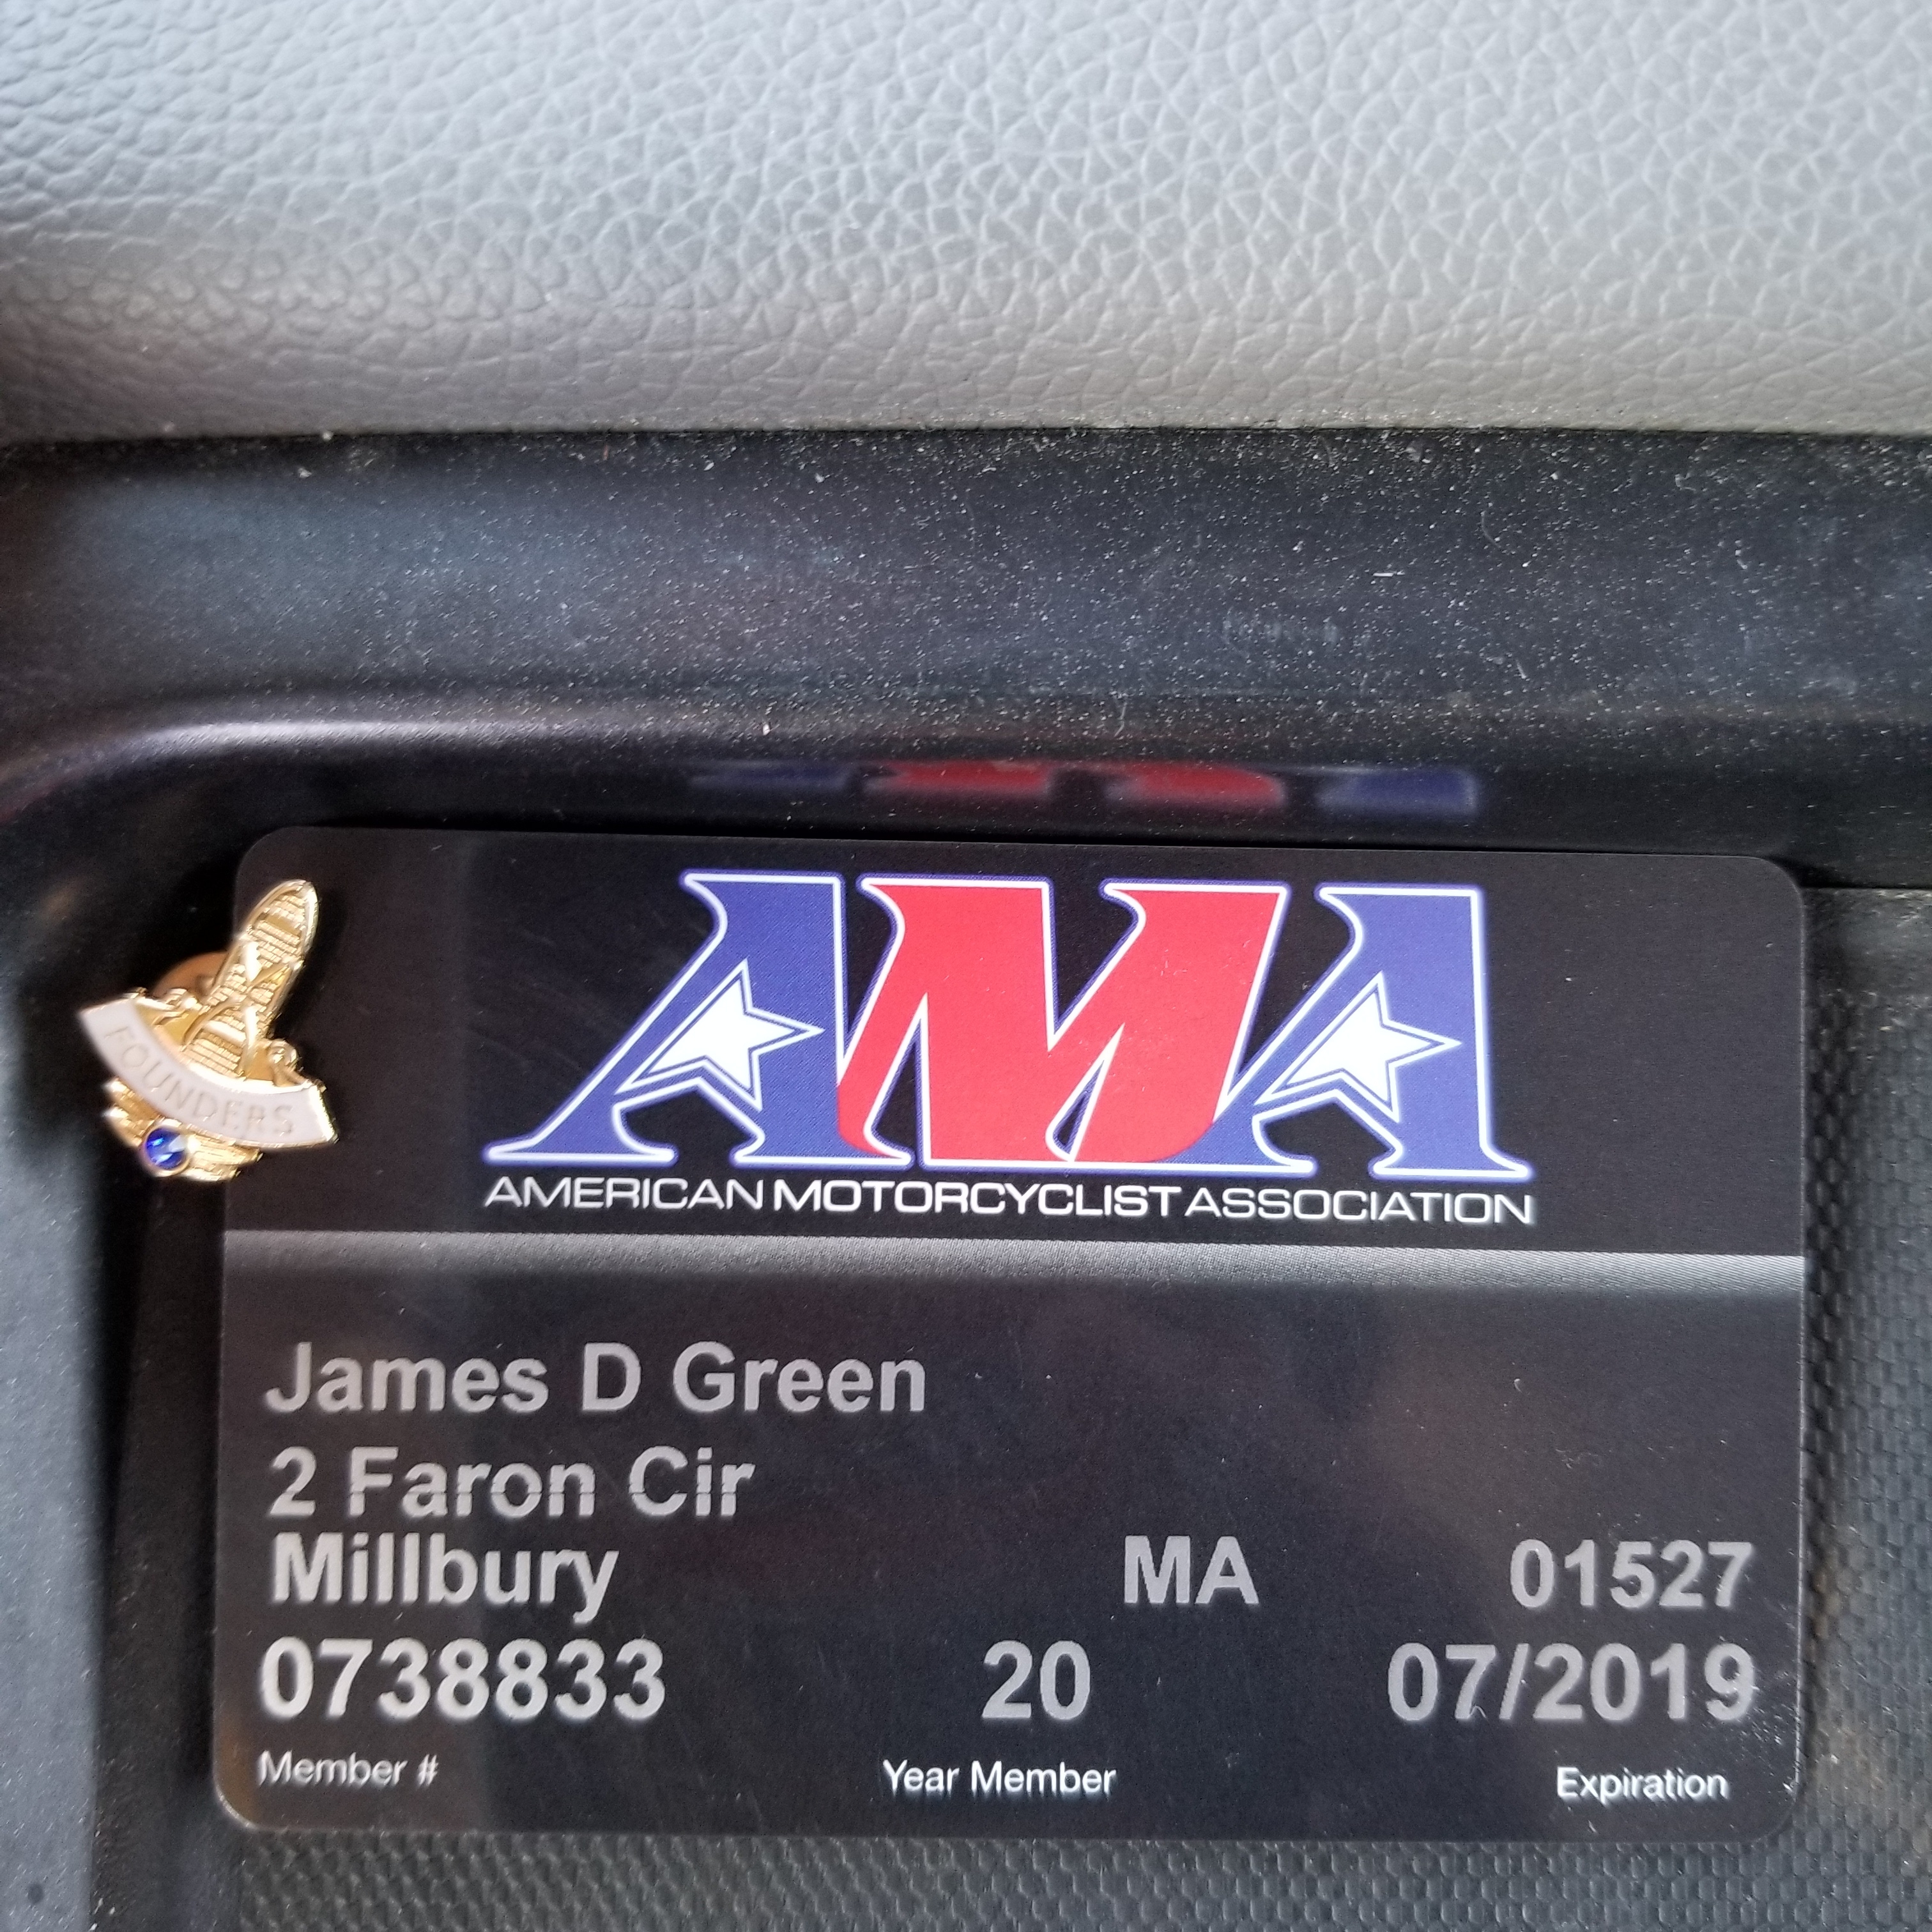 AMA
AMERICAN MOTORCYCLIST ASSOCIATION
FOUNDERS
James D Green
2 Faron Cir
Millbury MA 01527
0738833 20 07/2019
Member # Year Member Expiration